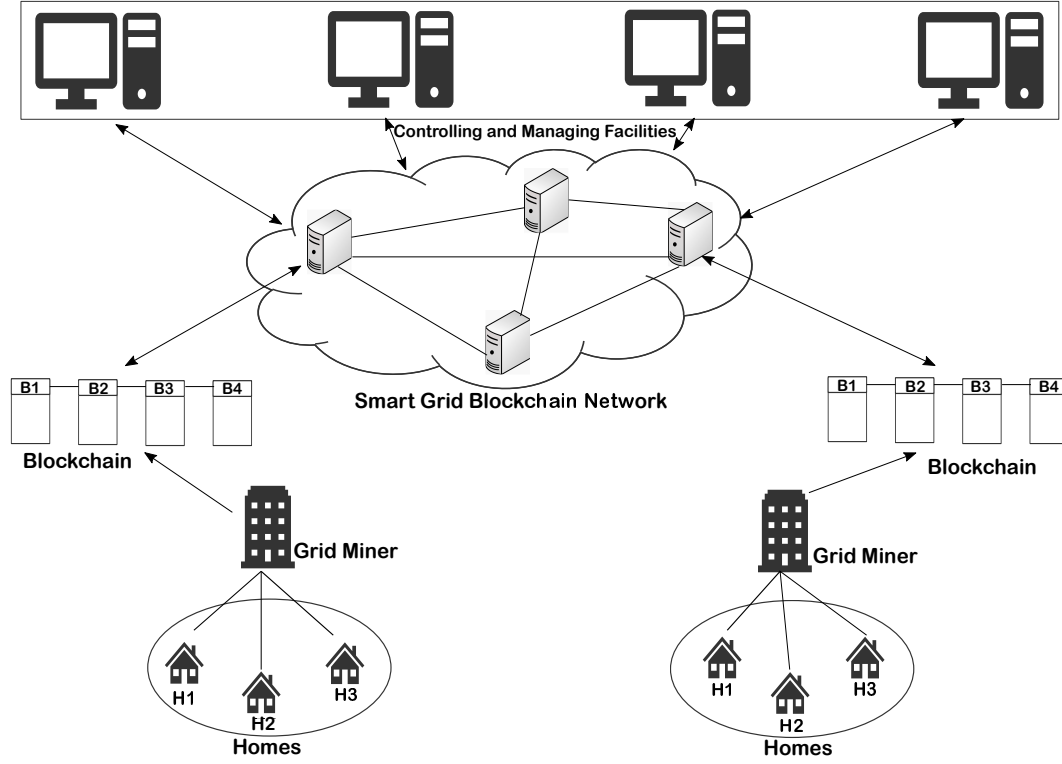 Controlling and Managing Facilities
Smart Grid Blockchain Network
B1 B2 B3 B4
Blockchain
B1 B2 B3 B4
Blockchain
Grid Miner
Grid Miner
H1 H2 H3
Homes
H1 H2 H3
Homes